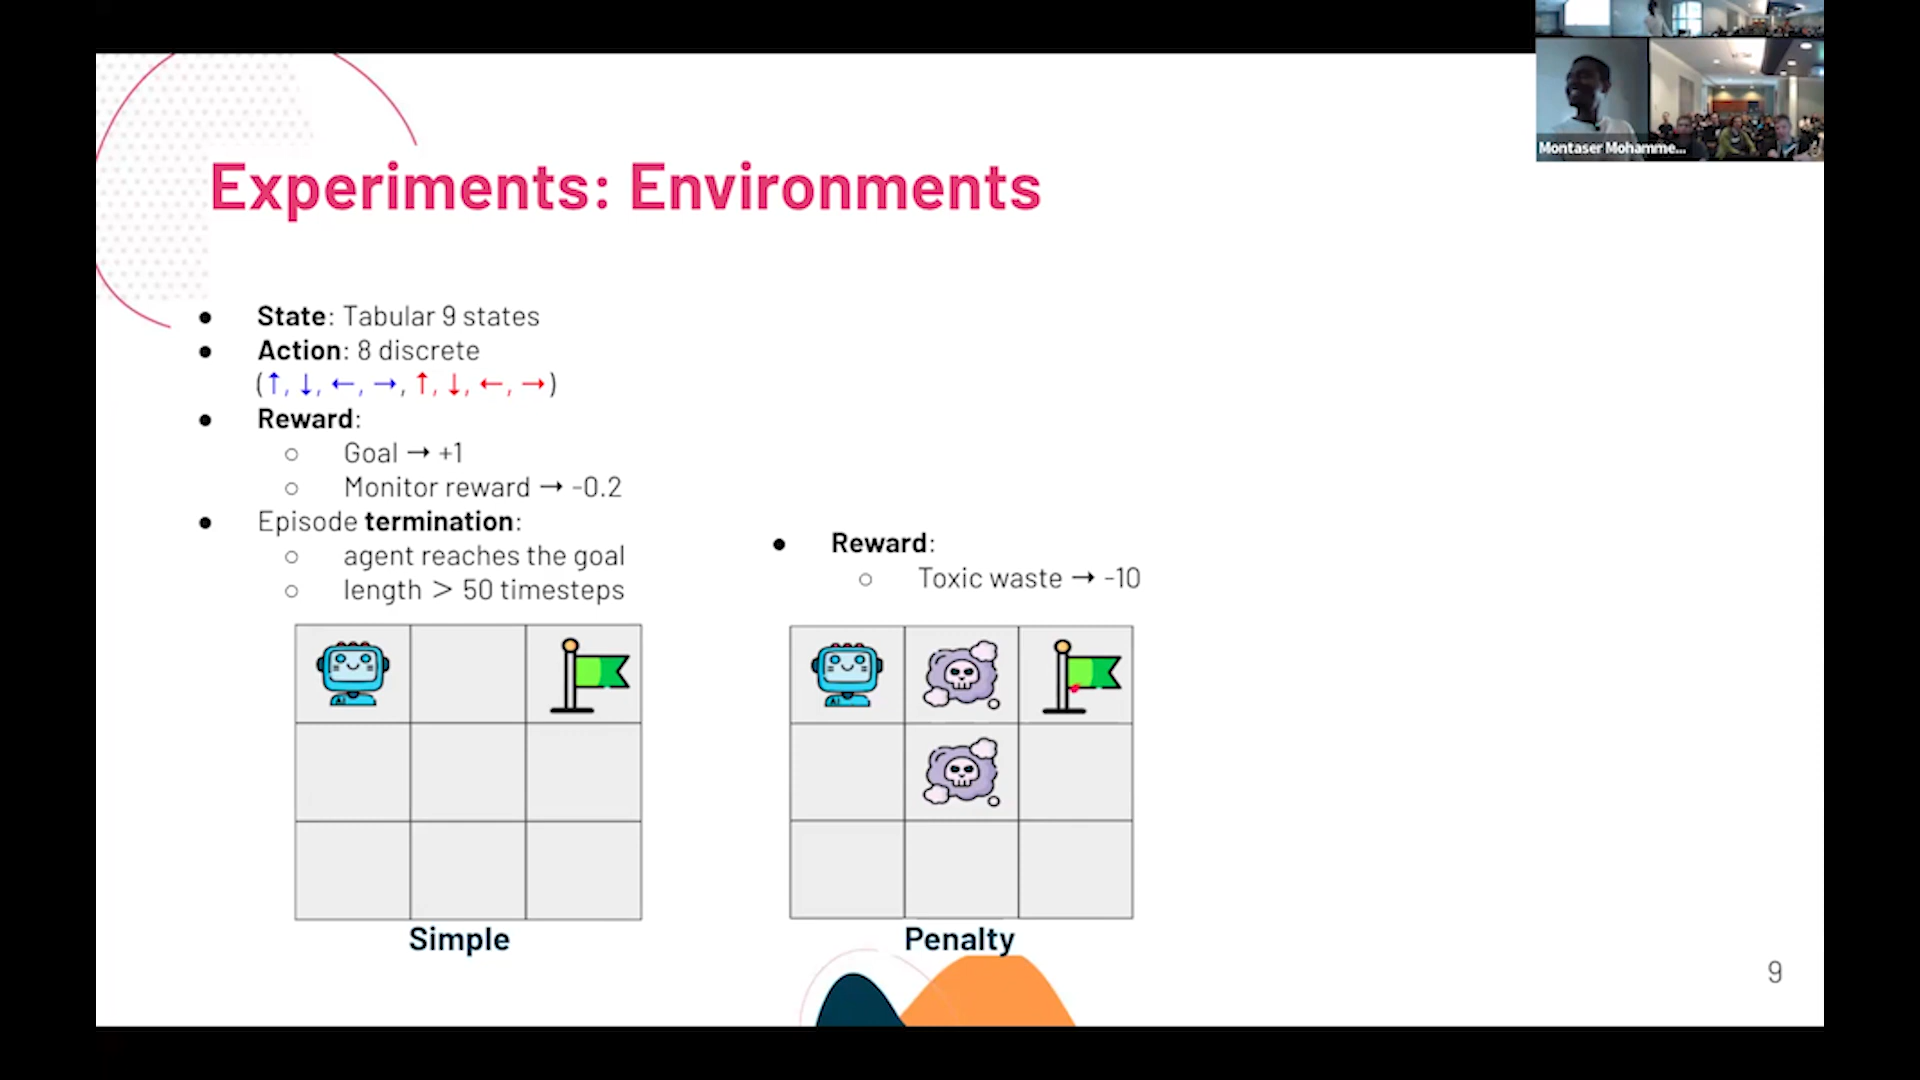 Montaser Mohamme...
Experiments: Environments
● State: Tabular 9 states
● Action: 8 discrete
(↑, ↓, ←, →, ↑, ↓, ←, →)
● Reward:
○ Goal → +1
○ Monitor reward → -0.2
● Episode termination:
○ agent reaches the goal
○ length > 50 timesteps
● Reward:
○ Toxic waste → -10
Simple
Penalty
9